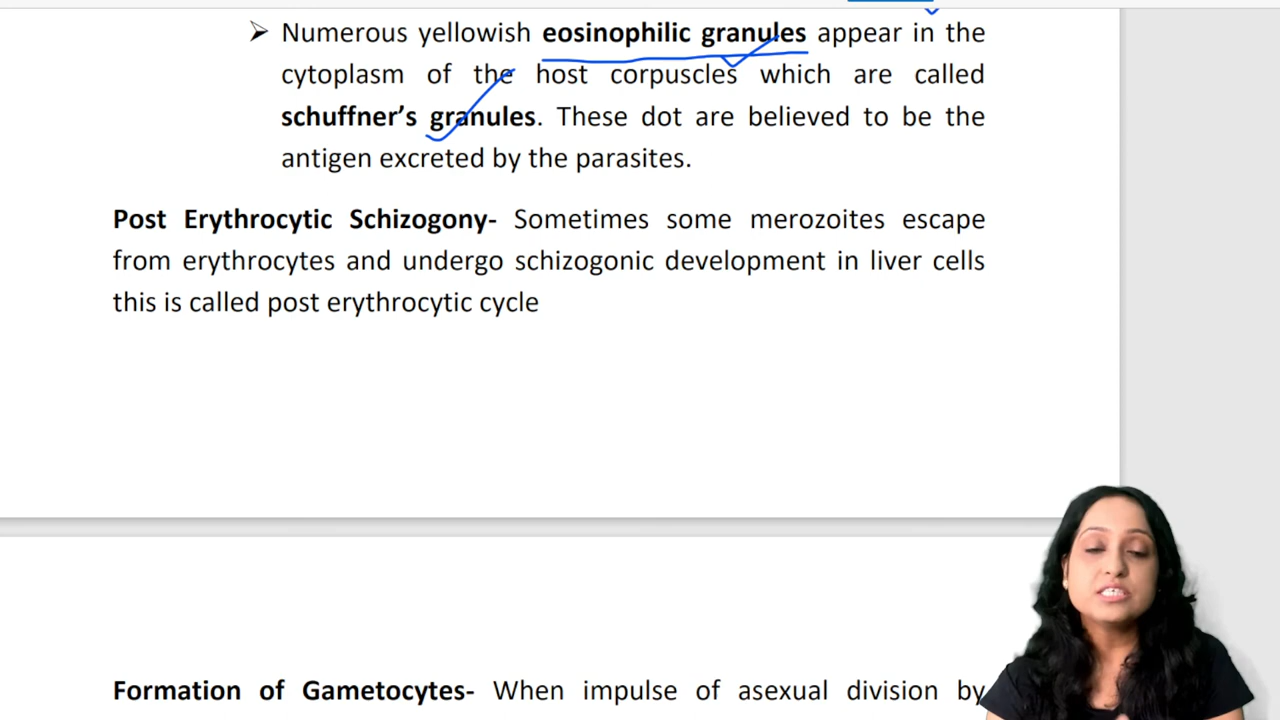 ➢ Numerous yellowish eosinophilic granules appear in the
cytoplasm of the host corpuscles which are called
schuffner’s granules. These dot are believed to be the
antigen excreted by the parasites.
Post Erythrocytic Schizogony- Sometimes some merozoites escape
from erythrocytes and undergo schizogonic development in liver cells
this is called post erythrocytic cycle
Formation of Gametocytes- When impulse of asexual division by